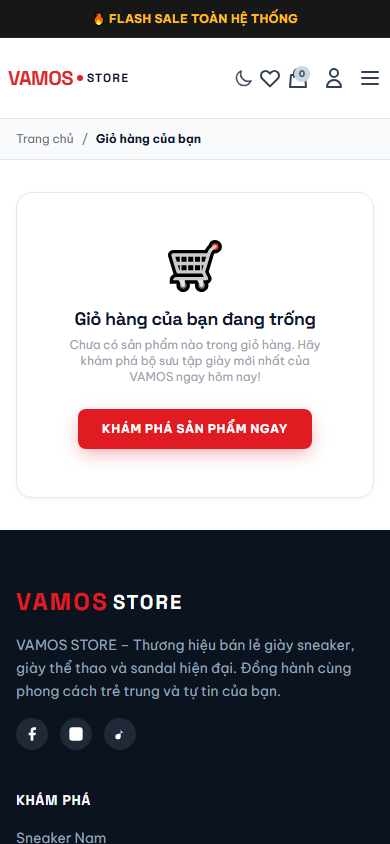 🔥 FLASH SALE TOÀN HỆ THỐNG
VAMOS STORE
0
Trang chủ / Giỏ hàng của bạn
Giỏ hàng của bạn đang trống
Chưa có sản phẩm nào trong giỏ hàng. Hãy
khám phá bộ sưu tập giày mới nhất của
VAMOS ngay hôm nay!
KHÁM PHÁ SẢN PHẨM NGAY
VAMOS STORE
VAMOS STORE – Thương hiệu bán lẻ giày sneaker,
giày thể thao và sandal hiện đại. Đồng hành cùng
phong cách trẻ trung và tự tin của bạn.
KHÁM PHÁ
Sneaker Nam